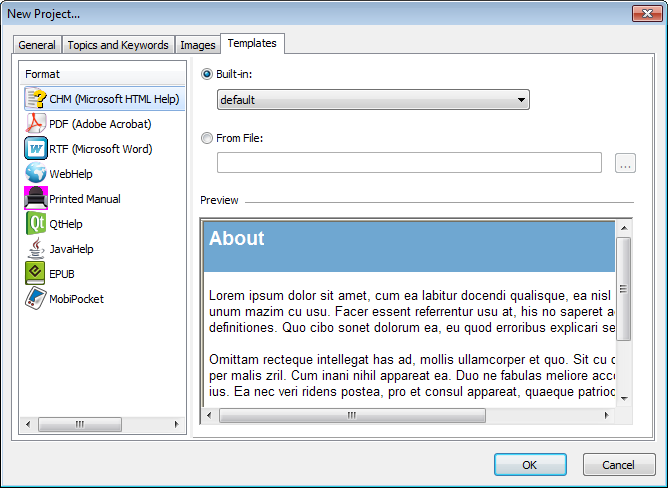 New Project...
General
Topics and Keywords
Images
Templates
Format
CHM (Microsoft HTML Help)
PDF (Adobe Acrobat)
RTF (Microsoft Word)
WebHelp
Printed Manual
QtHelp
JavaHelp
EPUB
MobiPocket
Built-in:
default
From File:
...
Preview
About
Lorem ipsum dolor sit amet, cum ea labitur docendi qualisque, ea nisl
unum mazim cu usu. Facer essent referrentur usu at, his no saperet
definitiones. Quo cibo sonet dolorum ea, eu quod erroribus explicari
Omittam recteque intellegat has ad, mollis ullamcorper et quo. Sit cu
per malis zril. Cum inani nihil appareat ea. Duo ne fabulas meliore
ius. Ea nec veri ridens postea, pro et consul appareat, quaeque
OK
Cancel